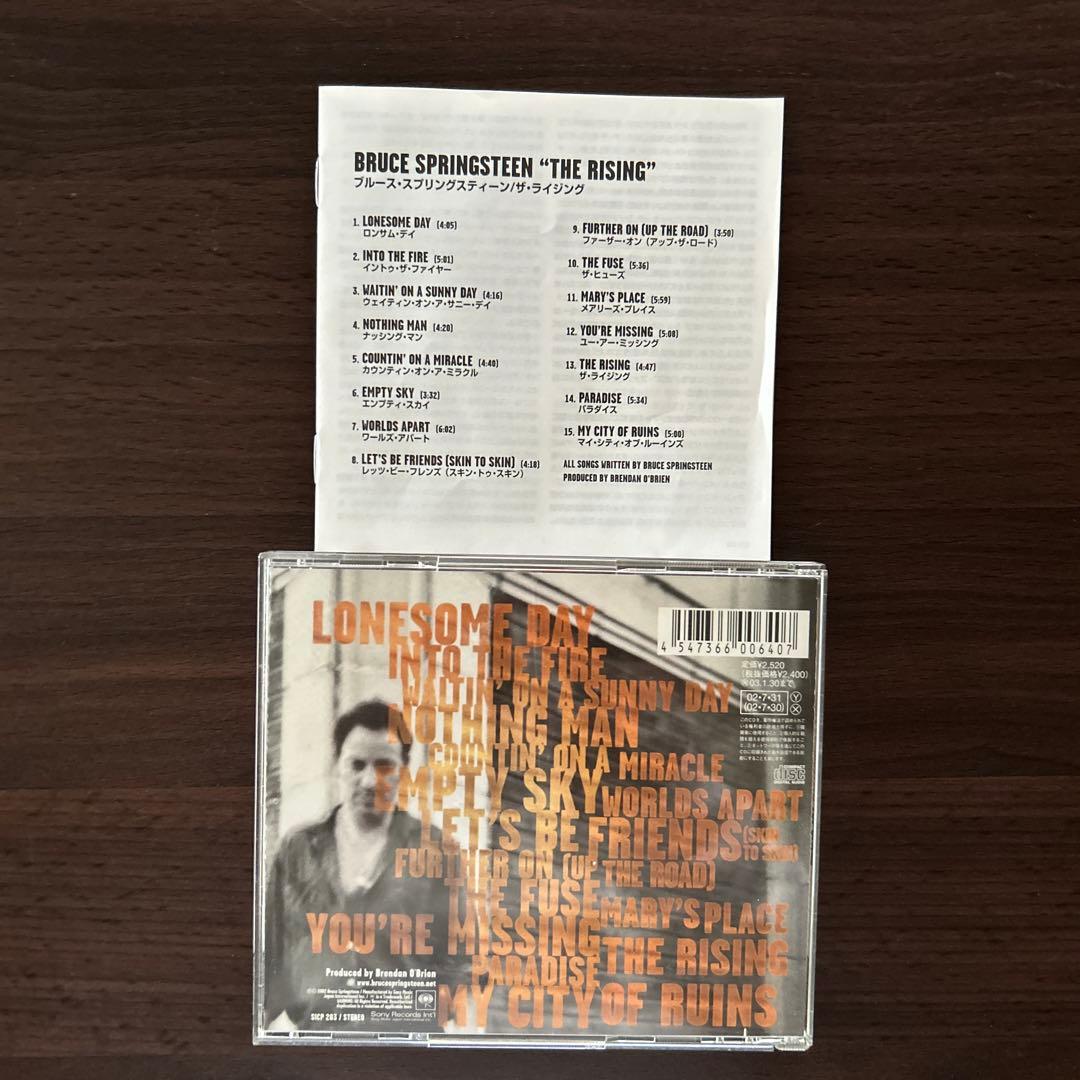 BRUCE SPRINGSTEEN “THE RISING”
ブルース・スプリングスティーン/ザ・ライジング
1. LONESOME DAY (4:05)
ロンサム・デイ
2. INTO THE FIRE (5:01)
イントゥ・ザ・ファイヤー
3. WAITIN’ ON A SUNNY DAY (4:16)
ウェイティン・オン・ア・サニー・デイ
4. NOTHING MAN (4:20)
ナッシング・マン
5. COUNTIN’ ON A MIRACLE (4:40)
カウンティン・オン・ア・ミラクル
6. EMPTY SKY (3:32)
エンプティ・スカイ
7. WORLDS APART (6:02)
ワールズ・アパート
8. LET’S BE FRIENDS (SKIN TO SKIN) (4:18)
レッツ・ビー・フレンズ（スキン・トゥ・スキン）
9. FURTHER ON (UP THE ROAD) (3:50)
ファーザー・オン（アップ・ザ・ロード）
10. THE FUSE (5:36)
ザ・ヒューズ
11. MARY’S PLACE (5:59)
メアリーズ・プレイス
12. YOU’RE MISSING (5:08)
ユー・アー・ミッシング
13. THE RISING (4:47)
ザ・ライジング
14. PARADISE (5:34)
パラダイス
15. MY CITY OF RUINS (5:00)
マイ・シティ・オブ・ルーインズ
ALL SONGS WRITTEN BY BRUCE SPRINGSTEEN
PRODUCED BY BRENDAN O’BRIEN
LONESOME DAY
INTO THE FIRE
WAITIN’ ON A SUNNY DAY
NOTHING MAN
COUNTIN’ ON A MIRACLE
EMPTY SKY WORLDS APART
LET’S BE FRIENDS (SKIN TO SKIN)
FURTHER ON (UP THE ROAD)
THE FUSE MARY’S PLACE
YOU’RE MISSING THE RISING
PARADISE
MY CITY OF RUINS
4 547366 006407
定価¥2,520
(税抜価格¥2,400)
03.1.30まで
02・7・31 Y
(02・7・30) X
COMPACT
disc
DIGITAL AUDIO
Produced by Brendan O’Brien
www.brucespringsteen.net
SICP 203 / STEREO
Sony Records Int’l